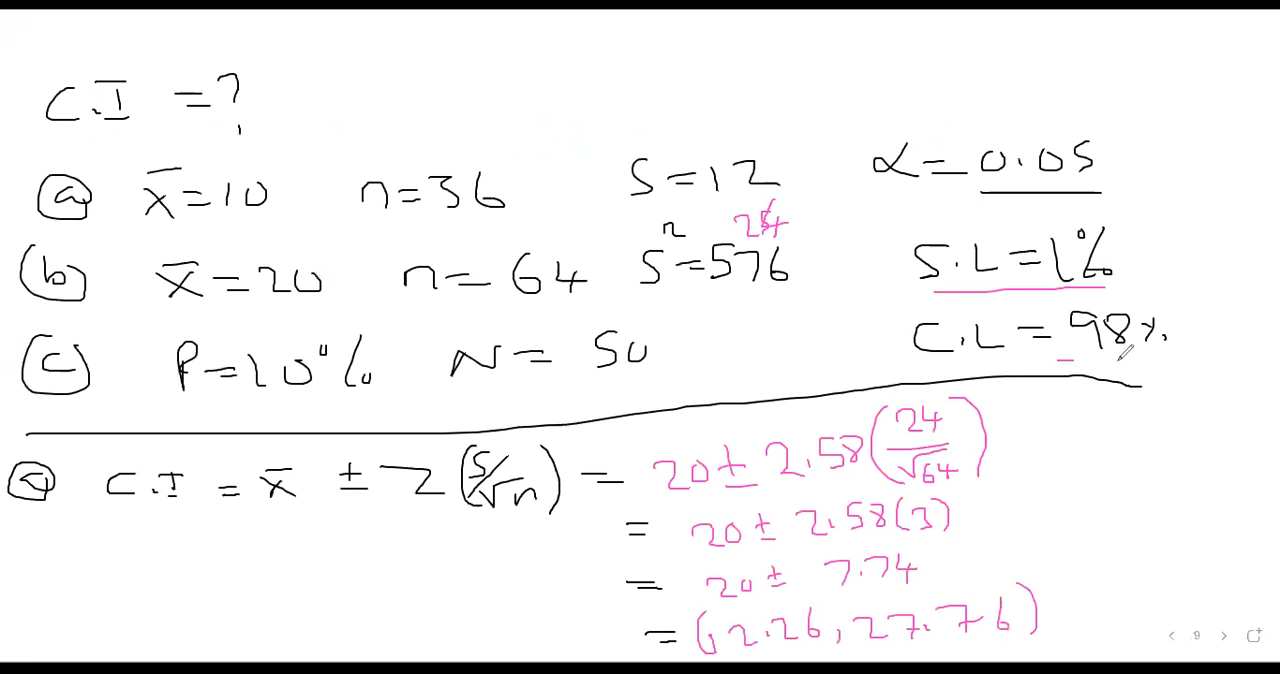 C.I = ?
(a) x̄ = 10 n = 36 S = 12 α = 0.05
(b) x̄ = 20 n = 64 S² = 576 24 S.L = 1%
(c) P = 10% N = 50 C.L = 98%
(a) C.I = x̄ ± Z (S/√n) = 20 ± 2.58 (24/√64)
= 20 ± 2.58 (3)
= 20 ± 7.74
= (12.26, 27.76)
9